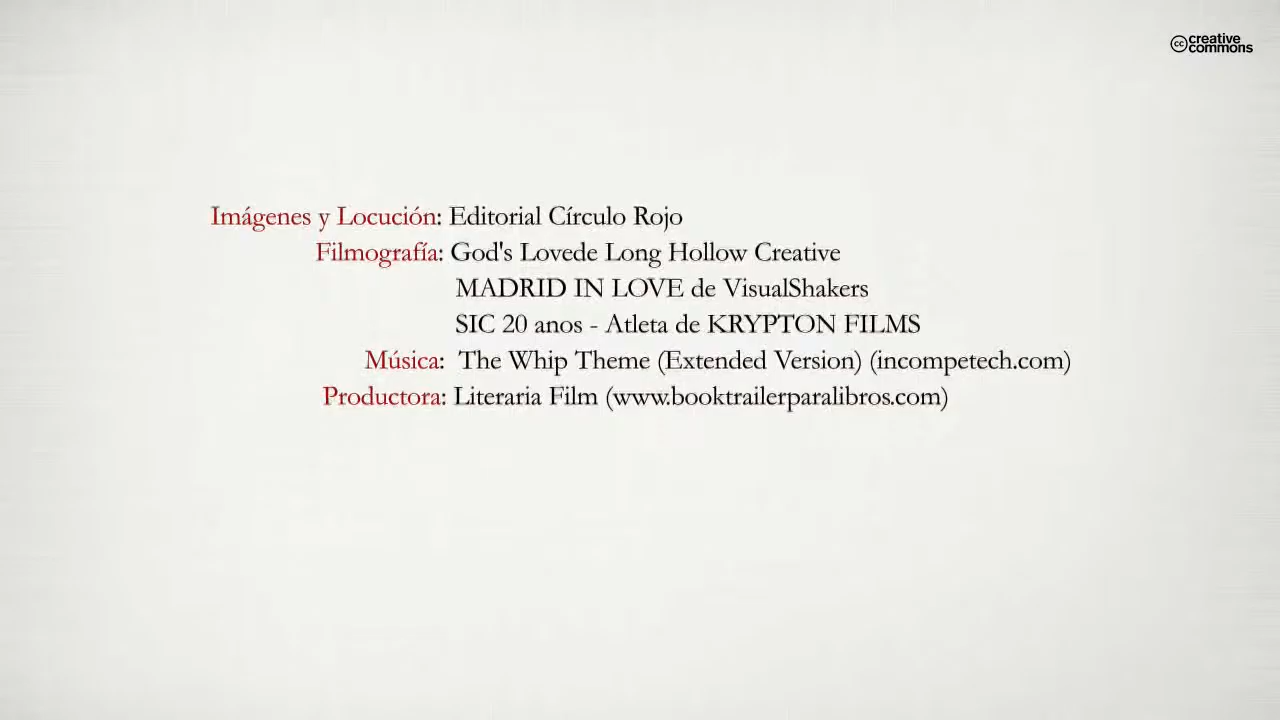 creative
commons
Imágenes y Locución: Editorial Círculo Rojo
Filmografía: God's Lovede Long Hollow Creative
MADRID IN LOVE de VisualShakers
SIC 20 anos - Atleta de KRYPTON FILMS
Música: The Whip Theme (Extended Version) (incompetech.com)
Productora: Literaria Film (www.booktrailerparalibros.com)